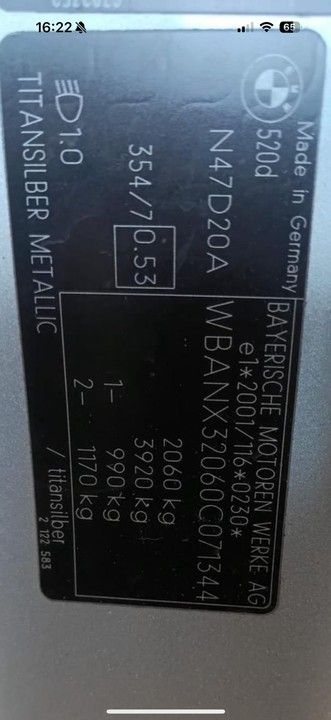 16:22
65
Made in Germany
BMW
520d
BAYERISCHE MOTOREN WERKE AG
e1*2001/116*0230*
N47D20A
WBANX32060C071344
2060 kg
354/7 0.53
3920 kg
1- 990 kg
1.0
2- 1170 kg
TITANSILBER METALLIC
/ titansilber
2 122 583